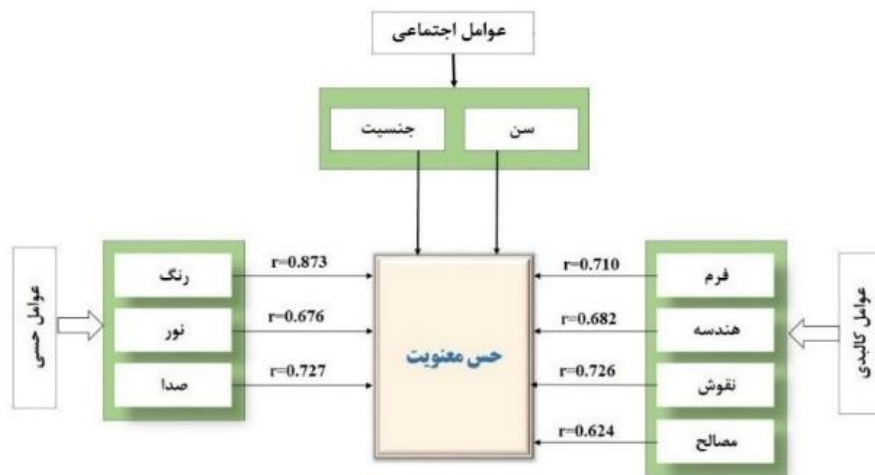 عوامل اجتماعی
سن
جنسیت
عوامل کالبدی
فرم
هندسه
نقوش
مصالح
r=0.710
r=0.682
r=0.726
r=0.624
حس معنویت
r=0.873
r=0.676
r=0.727
رنگ
نور
صدا
عوامل حسی